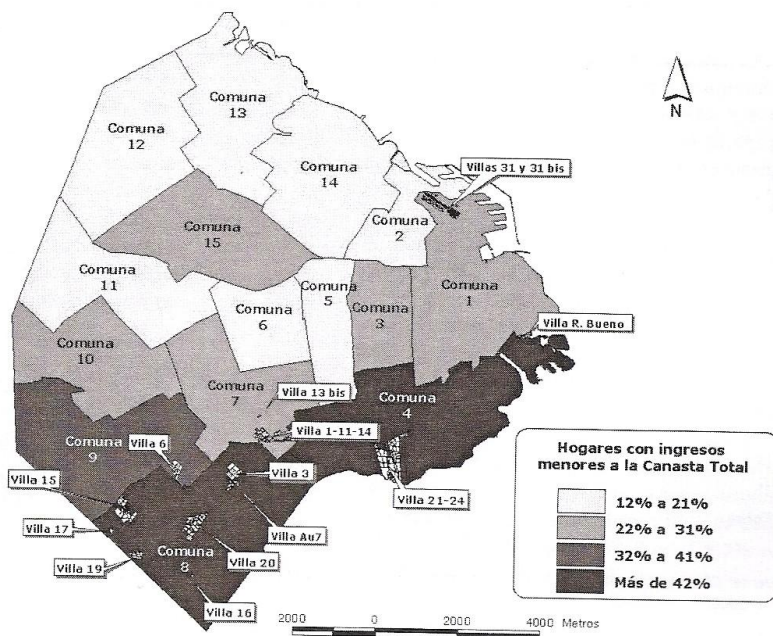 Comuna
13
Comuna
12
Comuna
14
N
Villas 31 y 31 bis
Comuna
2
Comuna
15
Comuna
11
Comuna
5
Comuna
1
Comuna
6
Comuna
3
Villa R. Bueno
Comuna
10
Comuna
7
Villa 13 bis
Comuna
4
Villa 1-11-14
Comuna
9
Villa 6
Villa 3
Villa 15
Villa 21-24
Villa Au7
Villa 17
Villa 20
Comuna
8
Villa 19
Villa 16
Hogares con ingresos
menores a la Canasta Total
12% a 21%
22% a 31%
32% a 41%
Más de 42%
2000 0 2000 4000 Metros